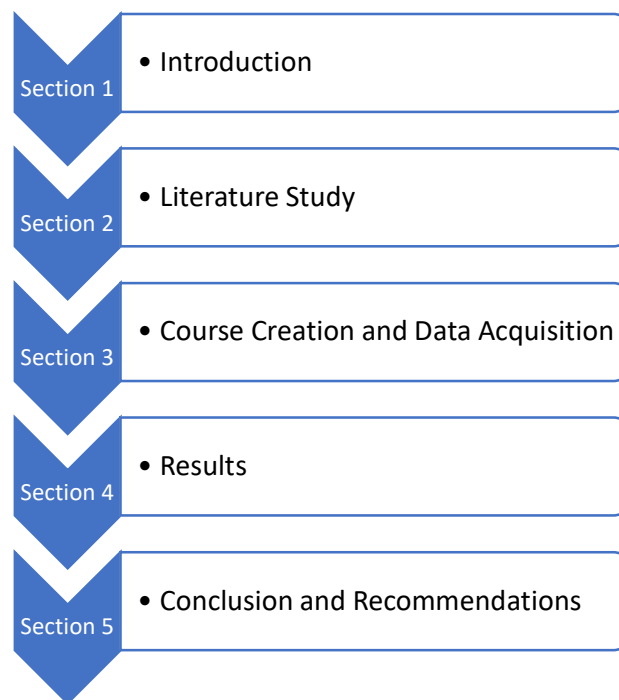 Section 1
• Introduction
Section 2
• Literature Study
Section 3
• Course Creation and Data Acquisition
Section 4
• Results
Section 5
• Conclusion and Recommendations